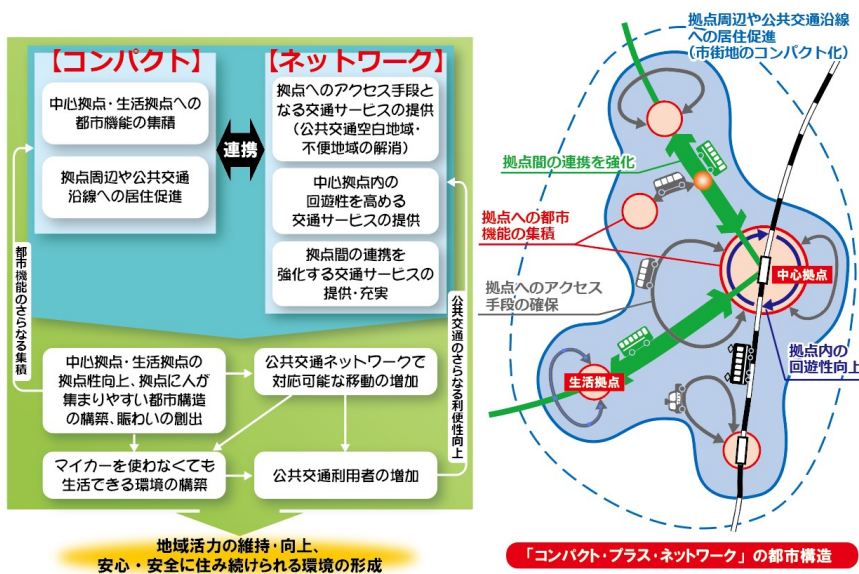 【コンパクト】
中心拠点・生活拠点への
都市機能の集積
拠点周辺や公共交通
沿線への居住促進
連携
【ネットワーク】
拠点へのアクセス手段と
なる交通サービスの提供
(公共交通空白地域・
不便地域の解消)
中心拠点内の
回遊性を高める
交通サービスの提供
拠点間の連携を
強化する交通サービスの
提供・充実
都市機能のさらなる集積
公共交通のさらなる利便性向上
中心拠点・生活拠点の
拠点性向上、拠点に人が
集まりやすい都市構造
の構築、賑わいの創出
公共交通ネットワークで
対応可能な移動の増加
マイカーを使わなくても
生活できる環境の構築
公共交通利用者の増加
地域活力の維持・向上、
安心・安全に住み続けられる環境の形成
拠点周辺や公共交通沿線
への居住促進
(市街地のコンパクト化)
拠点間の連携を強化
拠点への都市
機能の集積
中心拠点
拠点へのアクセス
手段の確保
拠点内の
回遊性向上
生活拠点
「コンパクト・プラス・ネットワーク」の都市構造